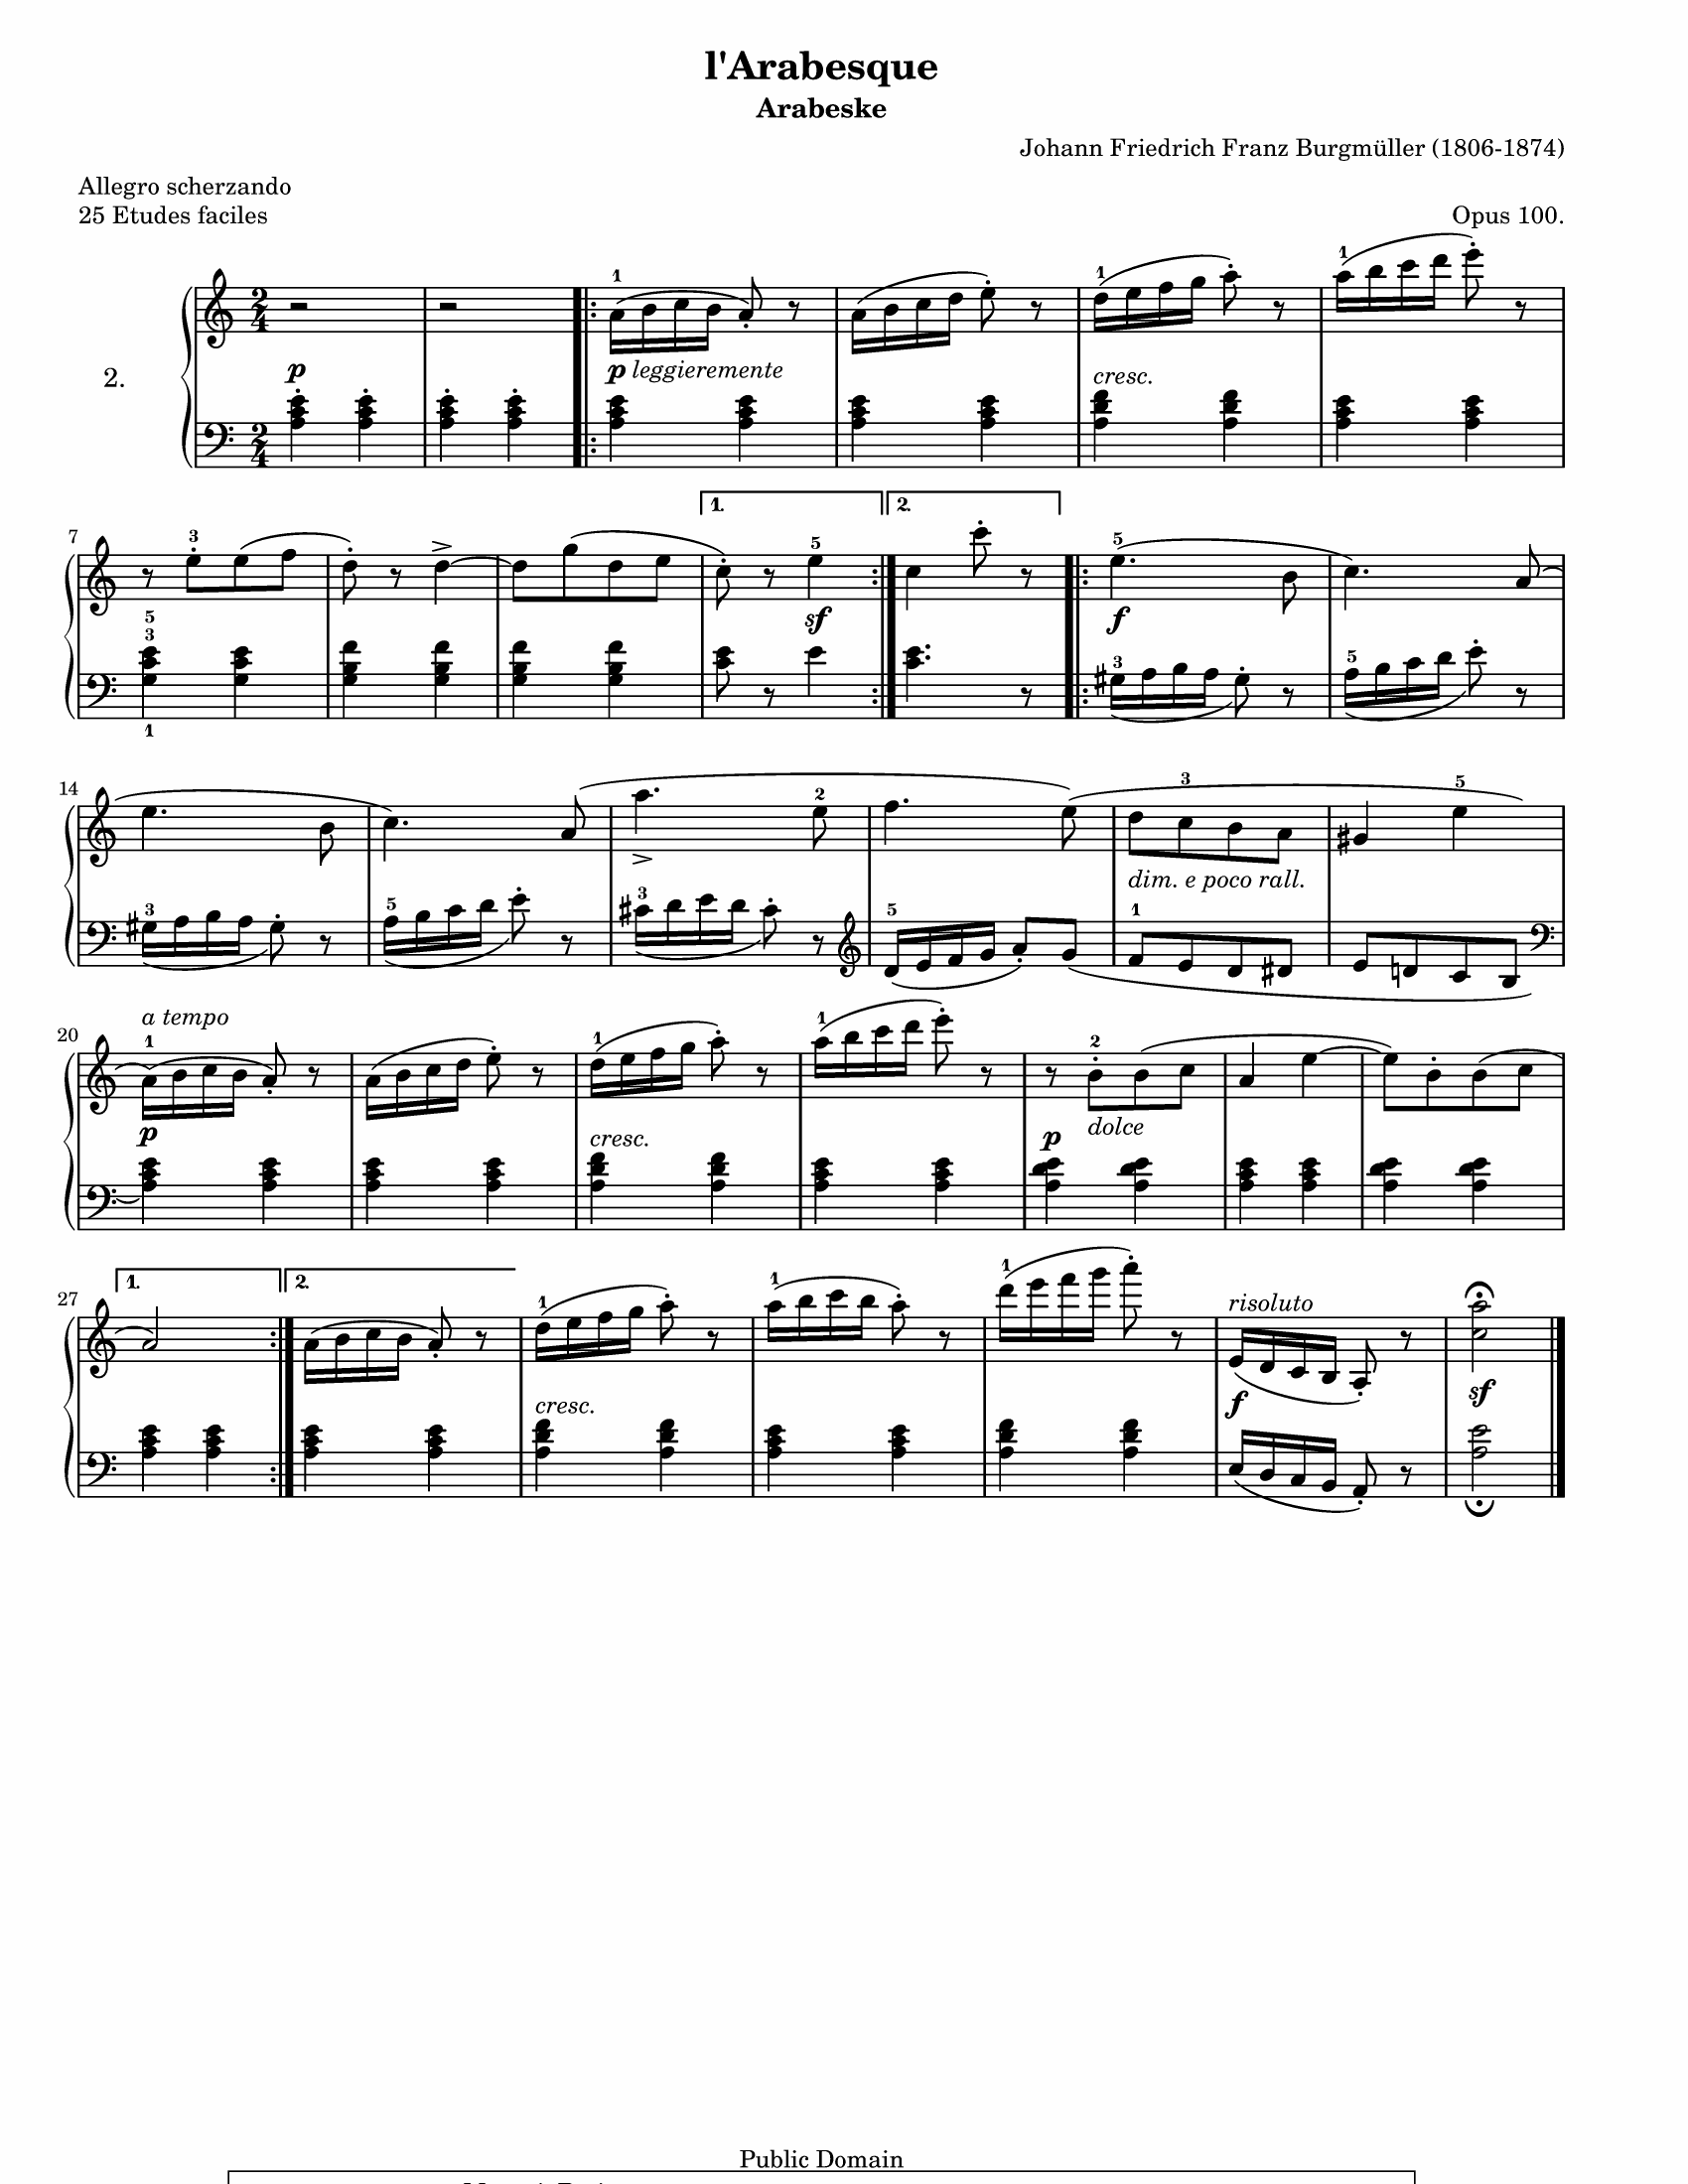 l'Arabesque
Arabeske
Johann Friedrich Franz Burgmüller (1806-1874)
Allegro scherzando
25 Etudes faciles Opus 100.
1 1 1
2.
2 4
p p leggieremente cresc.
2 4
1. 2.
7 3 5 5
sf f
5 3 1 3 5
14 2 3 5
dim. e poco rall.
3 5 3 5 1
a tempo
20 1 1 1 2
p cresc. p dolce
1. 2.
27 1 1 1 risoluto
cresc. f sf
Public Domain